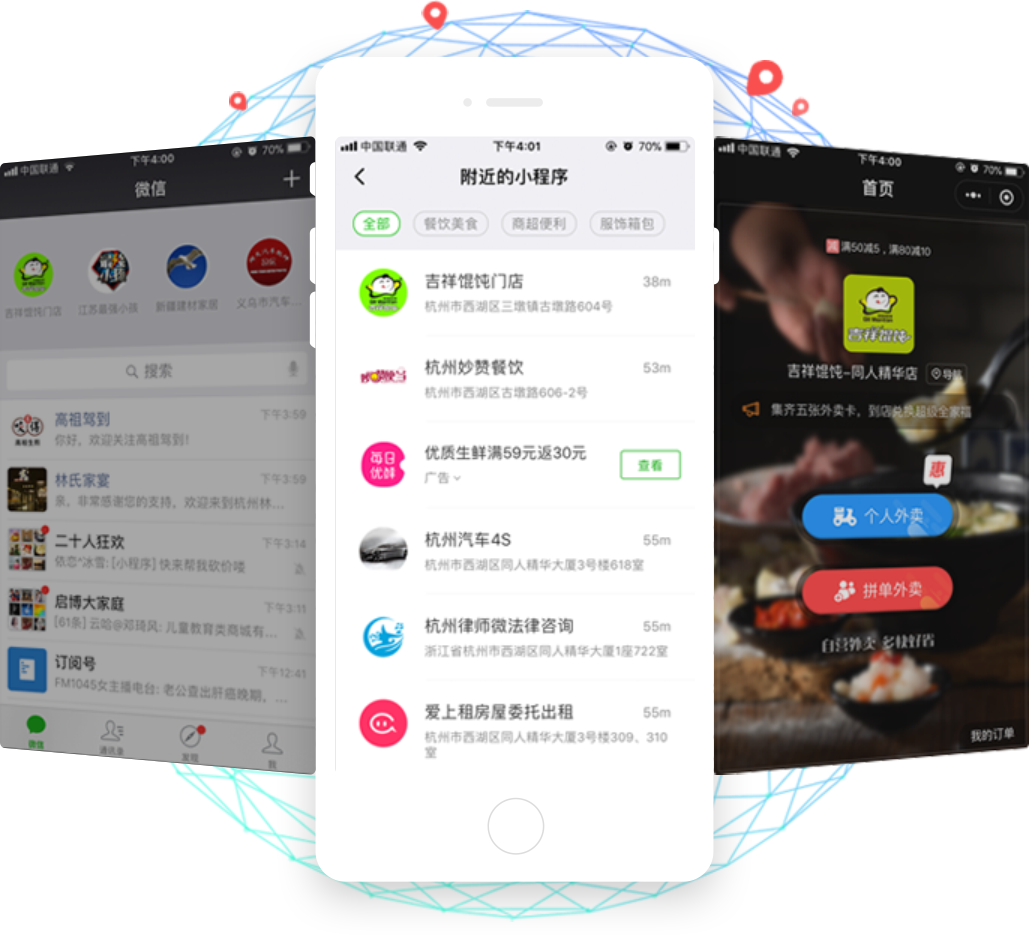 中国联通
下午4:00
70%
微信
吉祥馄饨门店
江苏最强小孩
新疆建材家居
义乌市汽车...
搜索
高祖驾到
下午3:59
你好，欢迎关注高祖驾到！
林氏家宴
下午3:59
亲，非常感谢您的支持，欢迎来到杭州林...
二十人狂欢
下午3:14
依恋^冰雪: [小程序] 快来帮我砍价喽
启博大家庭
下午3:11
[61条] 云哈@邓琦风: 儿童教育类商城有...
订阅号
下午12:41
FM1045女主播电台: 老公查出肝癌晚期，...
微信
通讯录
发现
我
中国联通
下午4:01
70%
附近的小程序
全部
餐饮美食
商超便利
服饰箱包
吉祥馄饨门店
38m
杭州市西湖区三墩镇古墩路604号
杭州妙赞餐饮
53m
杭州市西湖区古墩路606-2号
每日
优鲜
优质生鲜满59元返30元
广告
查看
杭州汽车4S
55m
杭州市西湖区同人精华大厦3号楼618室
杭州律师微法律咨询
55m
浙江省杭州市西湖区同人精华大厦1座722室
爱上租房屋委托出租
55m
杭州市西湖区同人精华大厦3号楼309、310
室
中国联通
下午4:00
70%
首页
减 满50减5，满80减10
吉祥馄饨
吉祥馄饨-同人精华店
导航
集齐五张外卖卡，到店兑换超级全家福
惠
个人外卖
拼单外卖
自营外卖 多快好省
我的订单